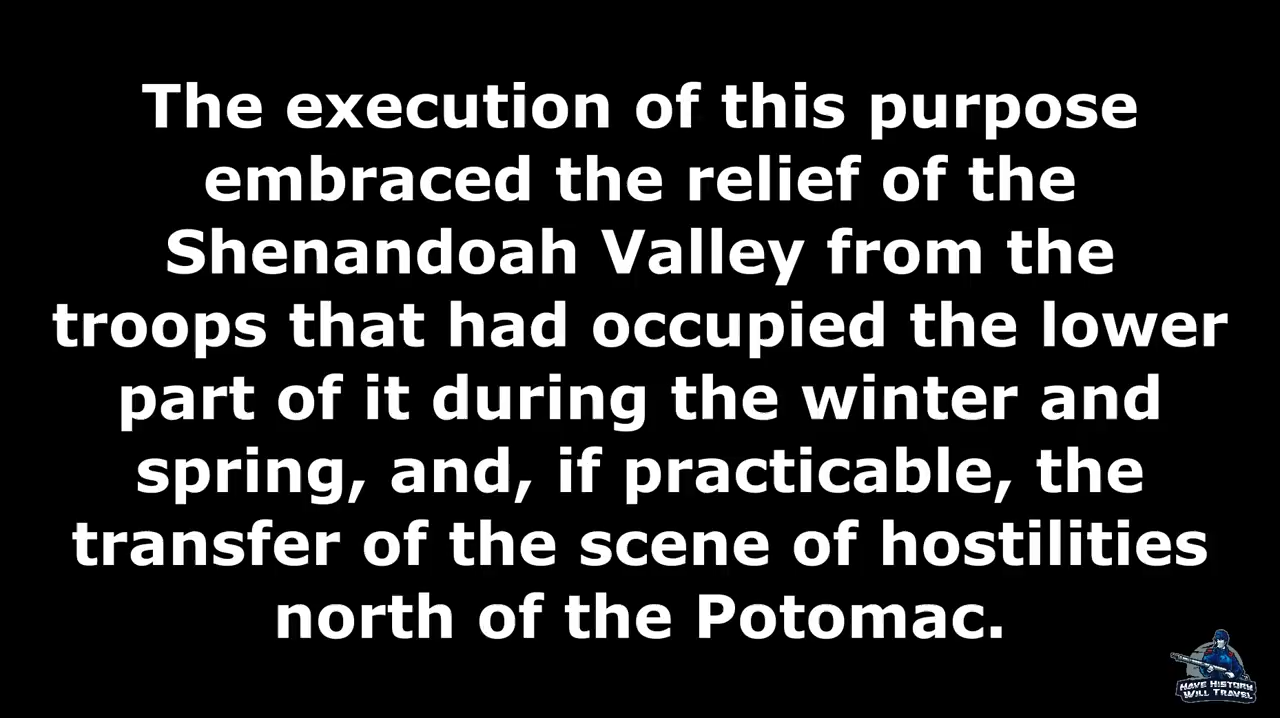 The execution of this purpose
embraced the relief of the
Shenandoah Valley from the
troops that had occupied the lower
part of it during the winter and
spring, and, if practicable, the
transfer of the scene of hostilities
north of the Potomac.
HAVE HISTORY
WILL TRAVEL